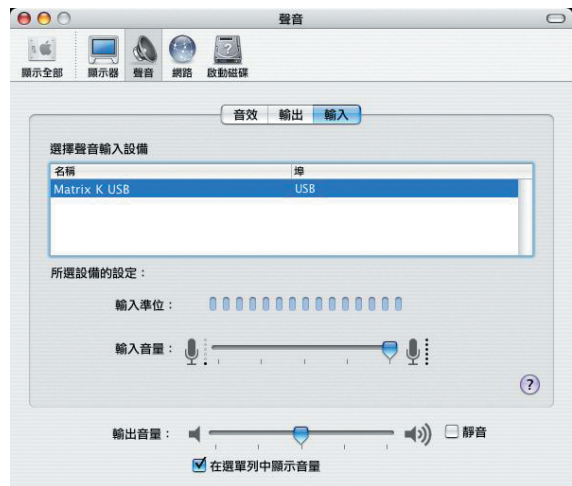 聲音
顯示全部 顯示器 聲音 網路 啟動磁碟
音效 輸出 輸入
選擇聲音輸入設備
名稱 埠
Matrix K USB USB
所選設備的設定：
輸入準位：
輸入音量：
?
輸出音量： 靜音
在選單列中顯示音量